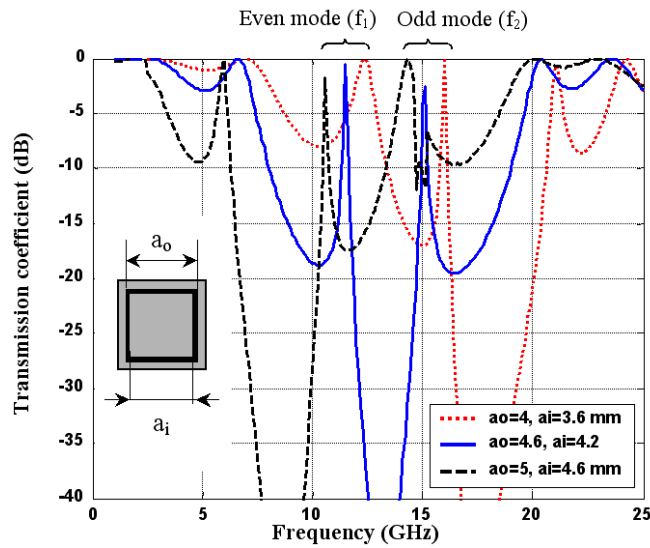 Even mode (f₁)
Odd mode (f₂)
Transmission coefficient (dB)
0
-5
-10
-15
-20
-25
-30
-35
-40
aₒ
aᵢ
ao=4, ai=3.6 mm
ao=4.6, ai=4.2
ao=5, ai=4.6 mm
0 5 10 15 20 25
Frequency (GHz)